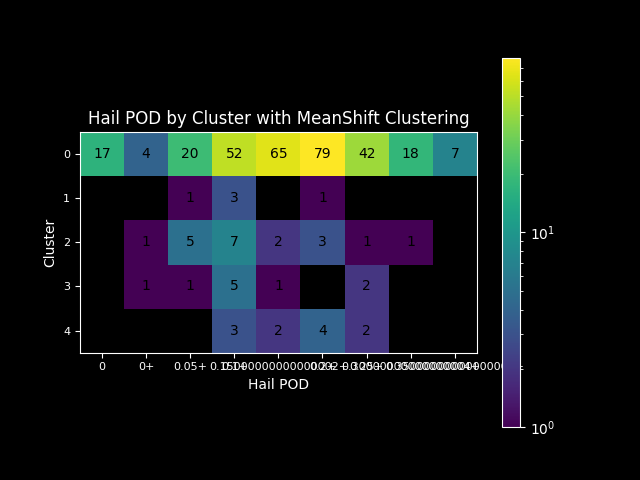 Hail POD by Cluster with MeanShift Clustering
0 17 4 20 52 65 79 42 18 7
1 1 3 1
2 1 5 7 2 3 1 1
3 1 1 5 1 2
4 3 2 4 2
0 0+ 0.05+
Hail POD
Cluster
10¹
10⁰